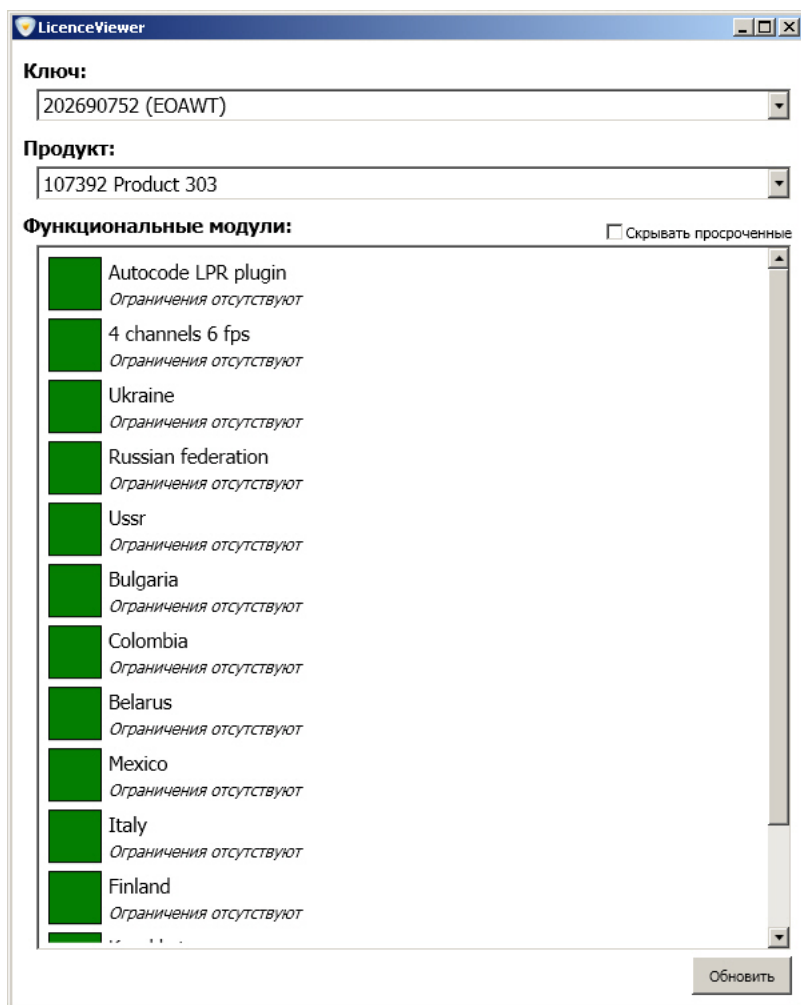 LicenceViewer
Ключ:
202690752 (EOAWT)
Продукт:
107392 Product 303
Функциональные модули:
Скрывать просроченные
Autocode LPR plugin
Ограничения отсутствуют
4 channels 6 fps
Ограничения отсутствуют
Ukraine
Ограничения отсутствуют
Russian federation
Ограничения отсутствуют
Ussr
Ограничения отсутствуют
Bulgaria
Ограничения отсутствуют
Colombia
Ограничения отсутствуют
Belarus
Ограничения отсутствуют
Mexico
Ограничения отсутствуют
Italy
Ограничения отсутствуют
Finland
Ограничения отсутствуют
Обновить